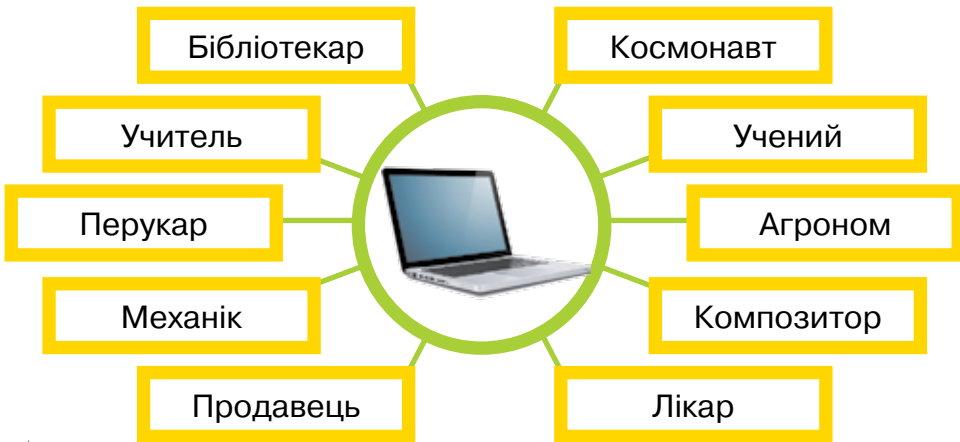 Бібліотекар
Космонавт
Учитель
Учений
Перукар
Агроном
Механік
Композитор
Продавець
Лікар